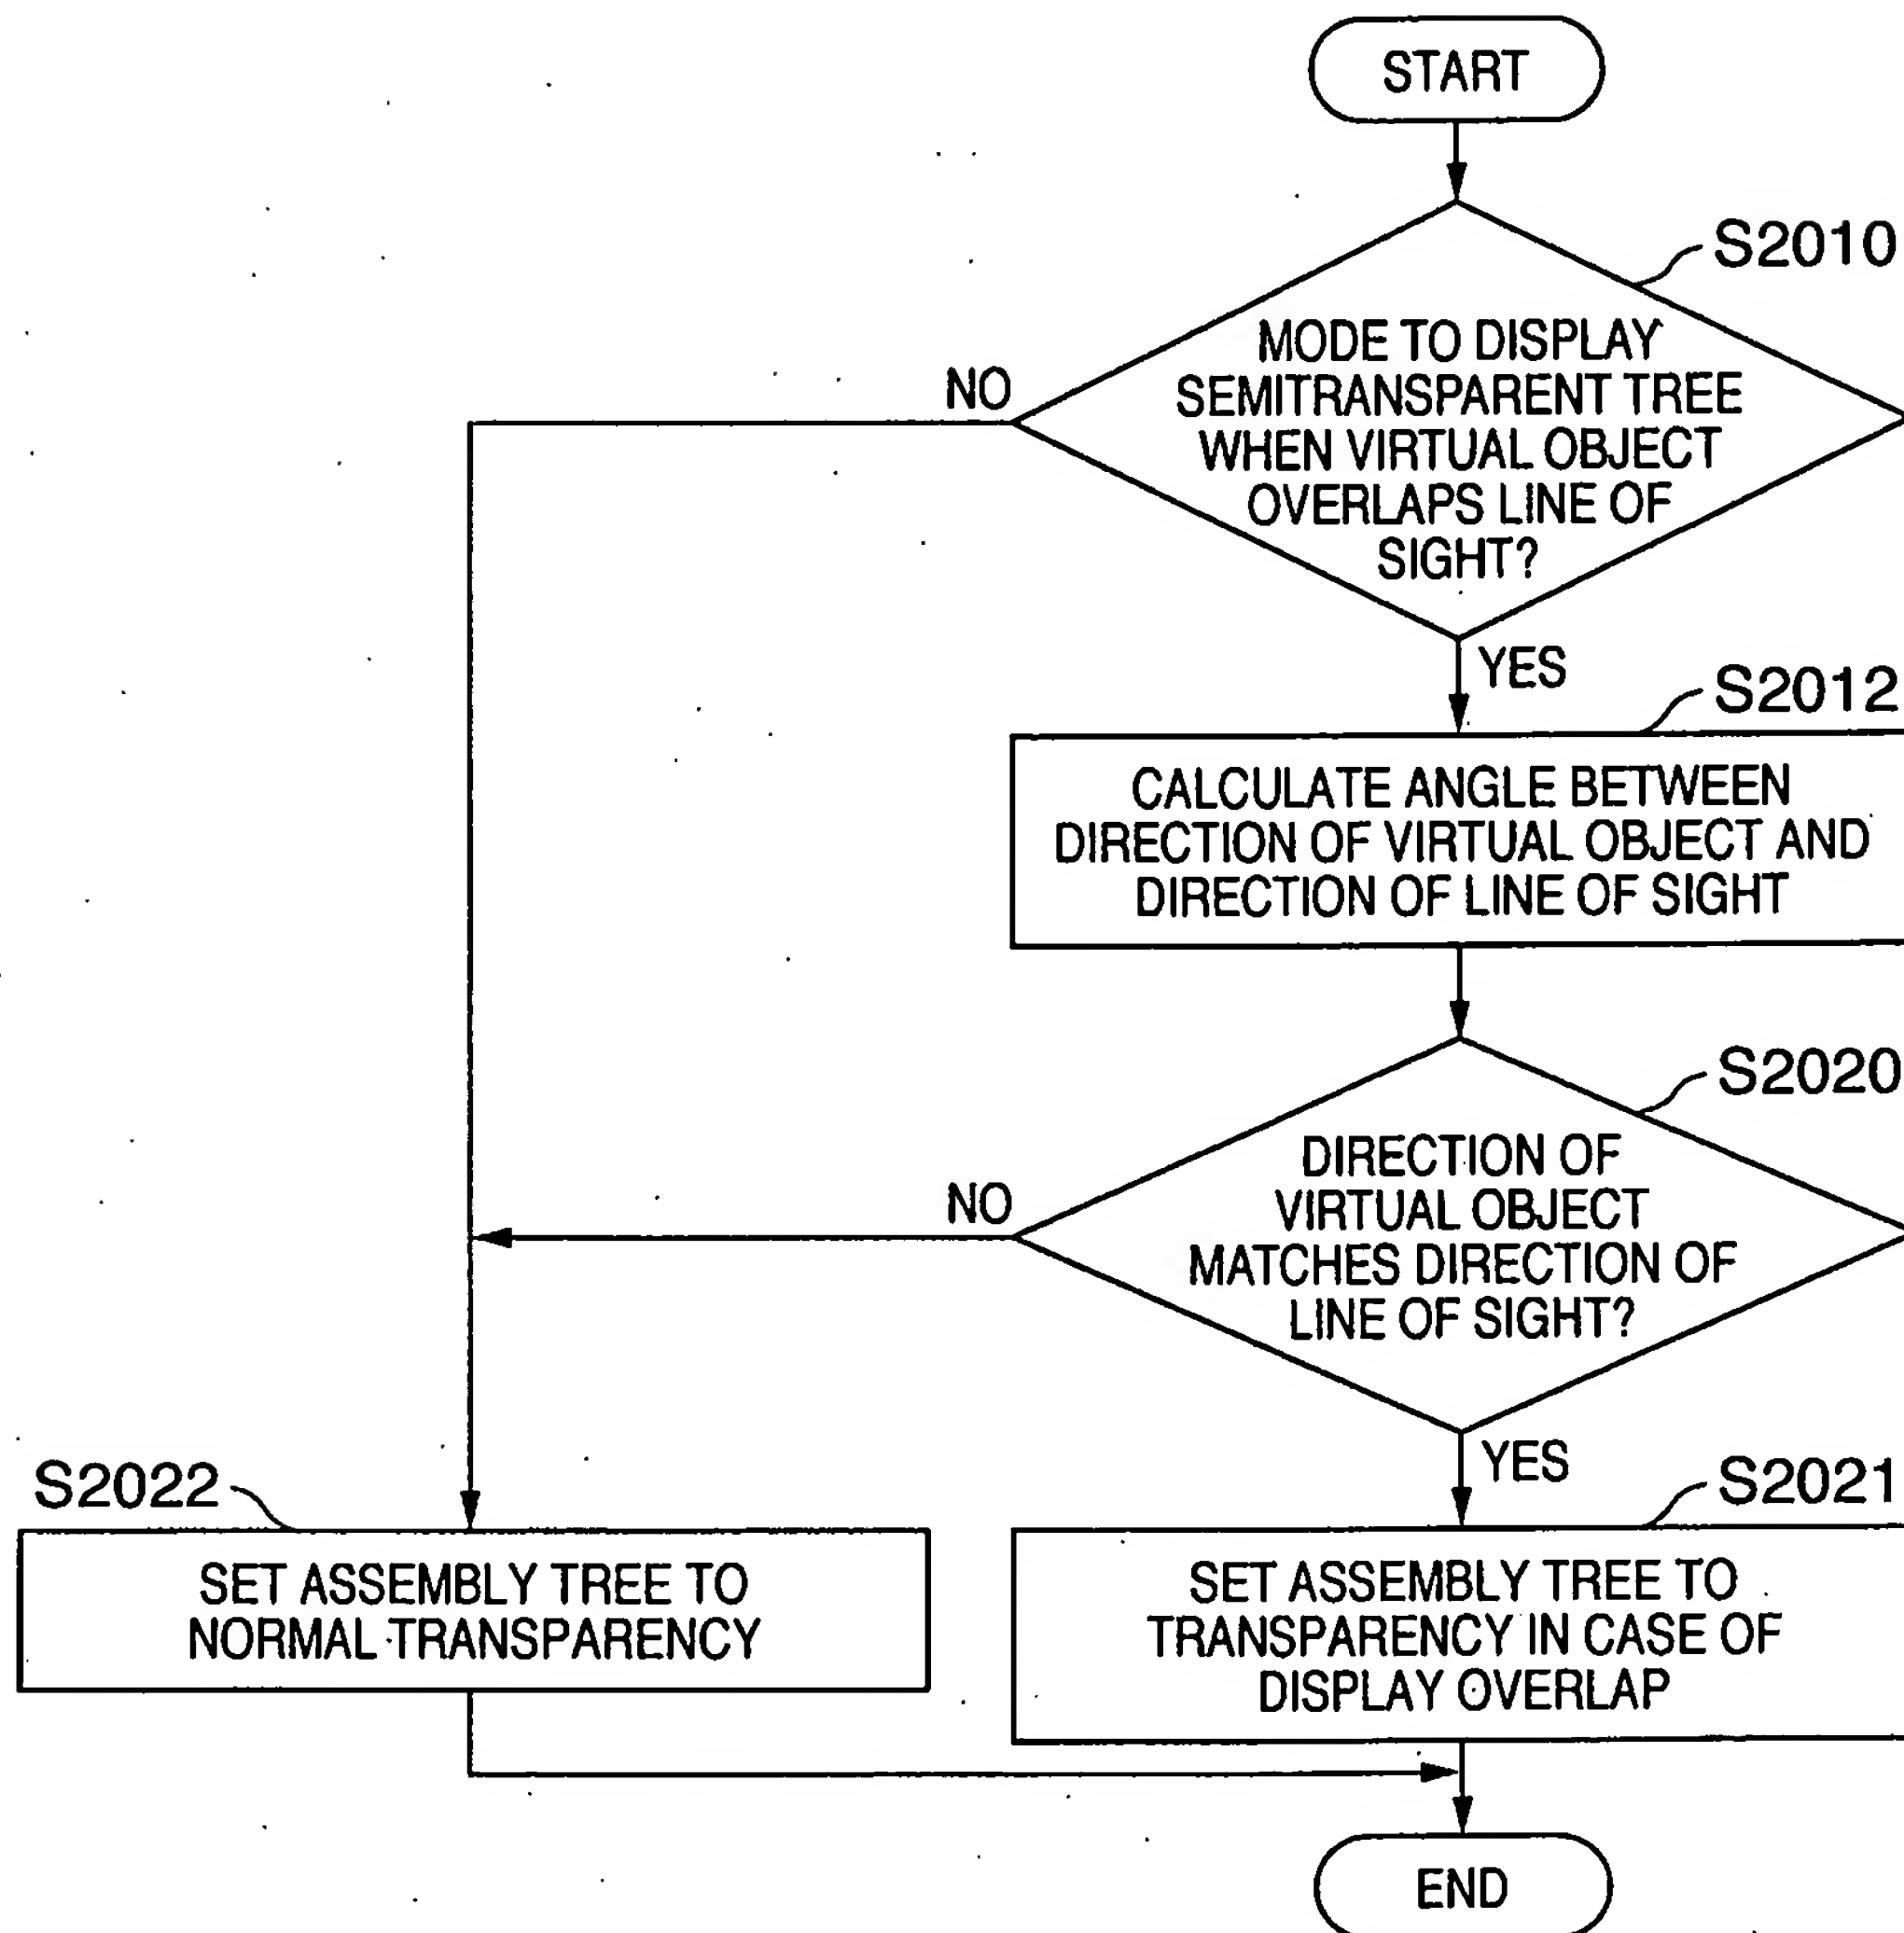 START
S2010
MODE TO DISPLAY
SEMITRANSPARENT TREE
WHEN VIRTUAL OBJECT
OVERLAPS LINE OF
SIGHT?
NO
YES
S2012
CALCULATE ANGLE BETWEEN
DIRECTION OF VIRTUAL OBJECT AND
DIRECTION OF LINE OF SIGHT
S2020
DIRECTION OF
VIRTUAL OBJECT
MATCHES DIRECTION OF
LINE OF SIGHT?
NO
YES
S2022
SET ASSEMBLY TREE TO
NORMAL TRANSPARENCY
S2021
SET ASSEMBLY TREE TO
TRANSPARENCY IN CASE OF
DISPLAY OVERLAP
END